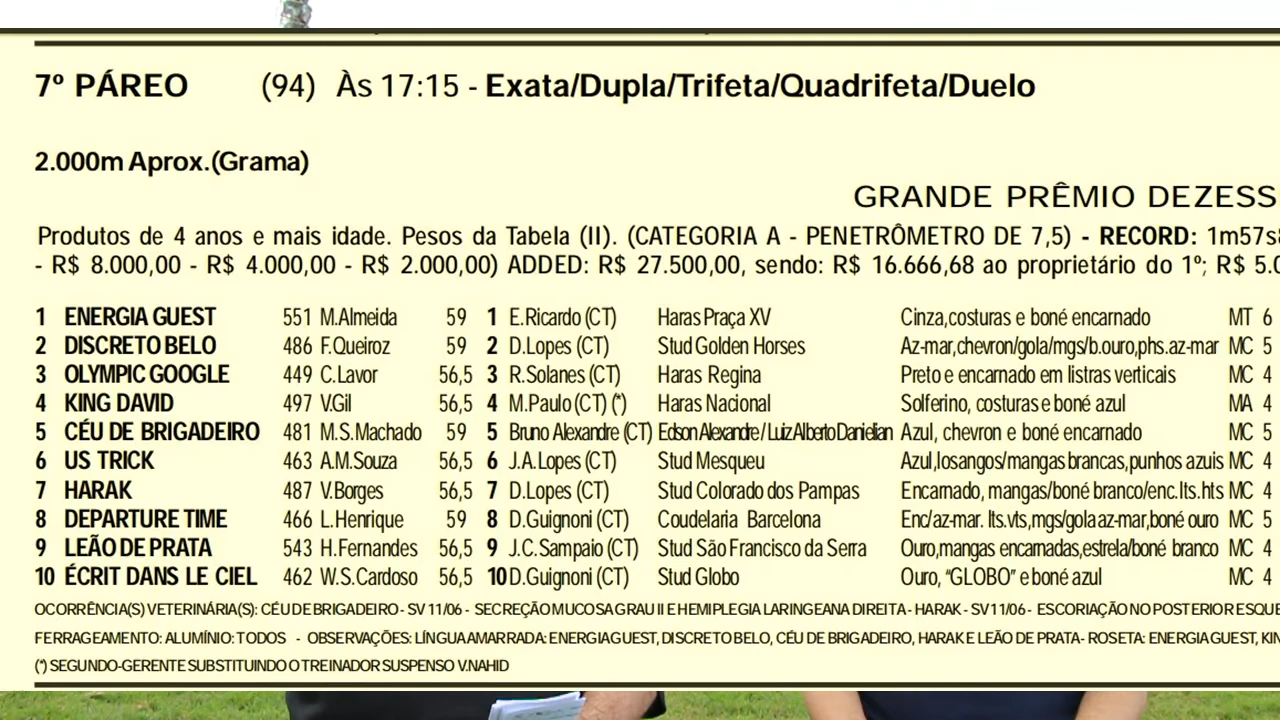 7º PÁREO (94) Às 17:15 - Exata/Dupla/Trifeta/Quadrifeta/Duelo
2.000m Aprox.(Grama)
GRANDE PRÊMIO DEZESS
Produtos de 4 anos e mais idade. Pesos da Tabela (II). (CATEGORIA A - PENETRÔMETRO DE 7,5) - RECORD: 1m57s8
- R$ 8.000,00 - R$ 4.000,00 - R$ 2.000,00) ADDED: R$ 27.500,00, sendo: R$ 16.666,68 ao proprietário do 1º; R$ 5.0
1 ENERGIA GUEST 551 M.Almeida 59 1 E.Ricardo (CT) Haras Praça XV Cinza,costuras e boné encarnado MT 6
2 DISCRETO BELO 486 F.Queiroz 59 2 D.Lopes (CT) Stud Golden Horses Az-mar,chevron/gola/mgs/b.ouro,phs.az-mar MC 5
3 OLYMPIC GOOGLE 449 C.Lavor 56,5 3 R.Solanes (CT) Haras Regina Preto e encarnado em listras verticais MC 4
4 KING DAVID 497 V.Gil 56,5 4 M.Paulo (CT) (*) Haras Nacional Solferino, costuras e boné azul MA 4
5 CÉU DE BRIGADEIRO 481 M.S.Machado 59 5 Bruno Alexandre (CT) Edson Alexandre / Luiz Alberto Danielian Azul, chevron e boné encarnado MC 5
6 US TRICK 463 A.M.Souza 56,5 6 J.A.Lopes (CT) Stud Mesqueu Azul,losangos/mangas brancas,punhos azuis MC 4
7 HARAK 487 V.Borges 56,5 7 D.Lopes (CT) Stud Colorado dos Pampas Encarnado, mangas/boné branco/enc.lts.hts MC 4
8 DEPARTURE TIME 466 L.Henrique 59 8 D.Guignoni (CT) Coudelaria Barcelona Enc/az-mar. lts.vts,mgs/gola az-mar,boné ouro MC 5
9 LEÃO DE PRATA 543 H.Fernandes 56,5 9 J.C.Sampaio (CT) Stud São Francisco da Serra Ouro,mangas encarnadas,estrela/boné branco MC 4
10 ÉCRIT DANS LE CIEL 462 W.S.Cardoso 56,5 10 D.Guignoni (CT) Stud Globo Ouro, “GLOBO” e boné azul MC 4
OCORRÊNCIA(S) VETERINÁRIA(S): CÉU DE BRIGADEIRO - SV 11/06 - SECREÇÃO MUCOSA GRAU II E HEMIPLEGIA LARINGEANA DIREITA - HARAK - SV 11/06 - ESCORIAÇÃO NO POSTERIOR ESQUE
FERRAGEAMENTO: ALUMÍNIO: TODOS - OBSERVAÇÕES: LÍNGUA AMARRADA: ENERGIA GUEST, DISCRETO BELO, CÉU DE BRIGADEIRO, HARAK E LEÃO DE PRATA - ROSETA: ENERGIA GUEST, KIN
(*) SEGUNDO-GERENTE SUBSTITUINDO O TREINADOR SUSPENSO V.NAHID